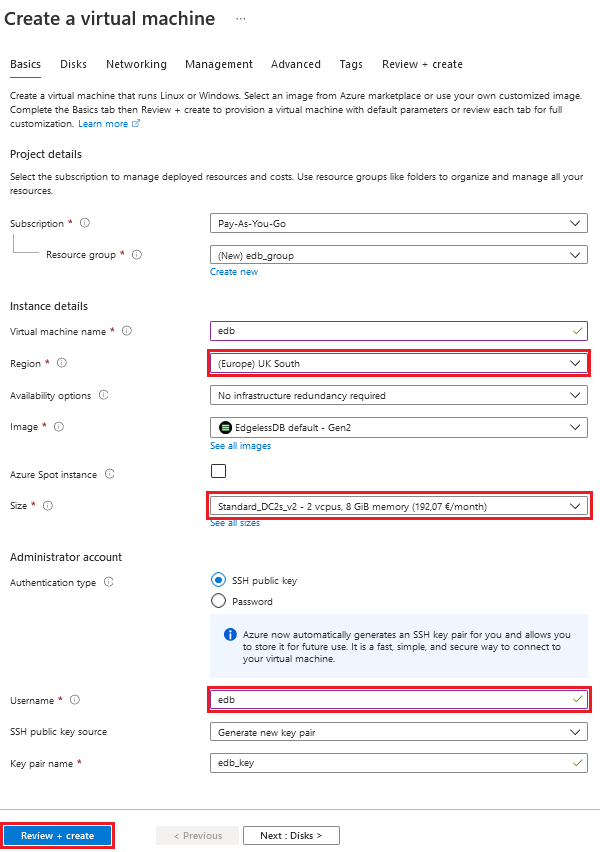 Create a virtual machine ...
Basics Disks Networking Management Advanced Tags Review + create
Create a virtual machine that runs Linux or Windows. Select an image from Azure marketplace or use your own customized image.
Complete the Basics tab then Review + create to provision a virtual machine with default parameters or review each tab for full
customization. Learn more
Project details
Select the subscription to manage deployed resources and costs. Use resource groups like folders to organize and manage all your
resources.
Subscription * Pay-As-You-Go
Resource group * (New) edb_group
Create new
Instance details
Virtual machine name * edb
Region * (Europe) UK South
Availability options No infrastructure redundancy required
Image * EdgelessDB default - Gen2
See all images
Azure Spot instance
Size * Standard_DC2s_v2 - 2 vcpus, 8 GiB memory (192,07 €/month)
See all sizes
Administrator account
Authentication type SSH public key
Password
Azure now automatically generates an SSH key pair for you and allows you
to store it for future use. It is a fast, simple, and secure way to connect to
your virtual machine.
Username * edb
SSH public key source Generate new key pair
Key pair name * edb_key
Review + create < Previous Next : Disks >